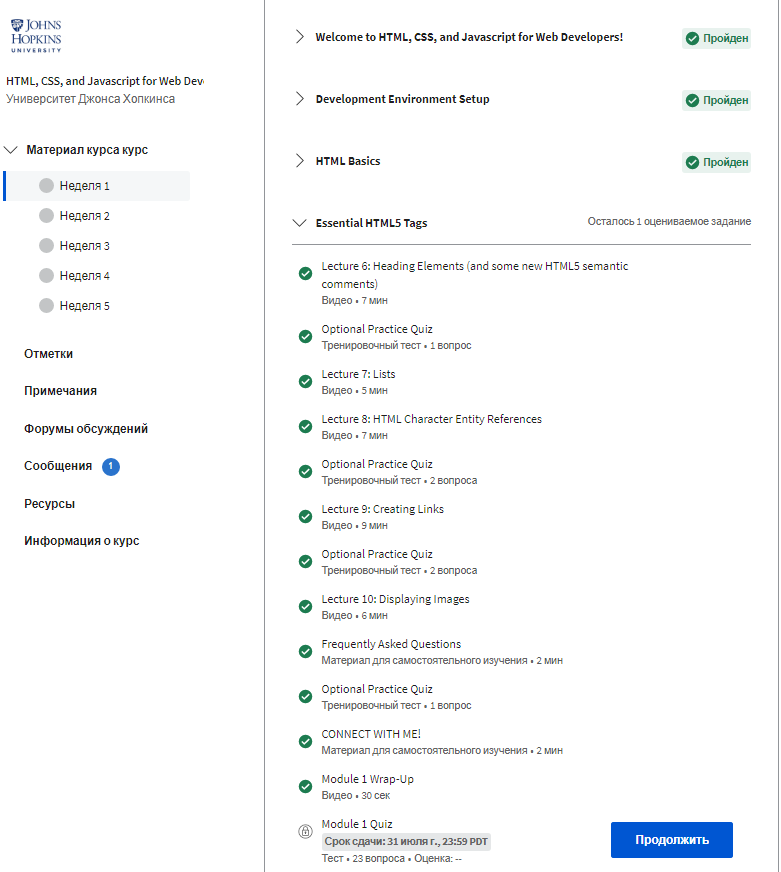 JOHNS
HOPKINS
UNIVERSITY
HTML, CSS, and Javascript for Web Dev
Университет Джонса Хопкинса
Материал курса курс
Неделя 1
Неделя 2
Неделя 3
Неделя 4
Неделя 5
Отметки
Примечания
Форумы обсуждений
Сообщения 1
Ресурсы
Информация о курс
Welcome to HTML, CSS, and Javascript for Web Developers! Пройден
Development Environment Setup Пройден
HTML Basics Пройден
Essential HTML5 Tags Осталось 1 оцениваемое задание
Lecture 6: Heading Elements (and some new HTML5 semantic
comments)
Видео • 7 мин
Optional Practice Quiz
Тренировочный тест • 1 вопрос
Lecture 7: Lists
Видео • 5 мин
Lecture 8: HTML Character Entity References
Видео • 7 мин
Optional Practice Quiz
Тренировочный тест • 2 вопроса
Lecture 9: Creating Links
Видео • 9 мин
Optional Practice Quiz
Тренировочный тест • 2 вопроса
Lecture 10: Displaying Images
Видео • 6 мин
Frequently Asked Questions
Материал для самостоятельного изучения • 2 мин
Optional Practice Quiz
Тренировочный тест • 1 вопрос
CONNECT WITH ME!
Материал для самостоятельного изучения • 2 мин
Module 1 Wrap-Up
Видео • 30 сек
Module 1 Quiz
Срок сдачи: 31 июля г., 23:59 PDT
Тест • 23 вопроса • Оценка: --
Продолжить